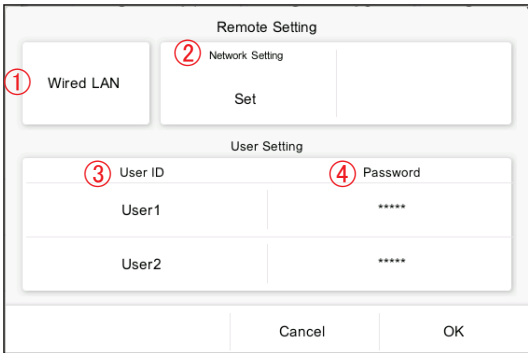 Remote Setting
① Wired LAN
② Network Setting
Set
User Setting
③ User ID ④ Password
User1 *****
User2 *****
Cancel OK